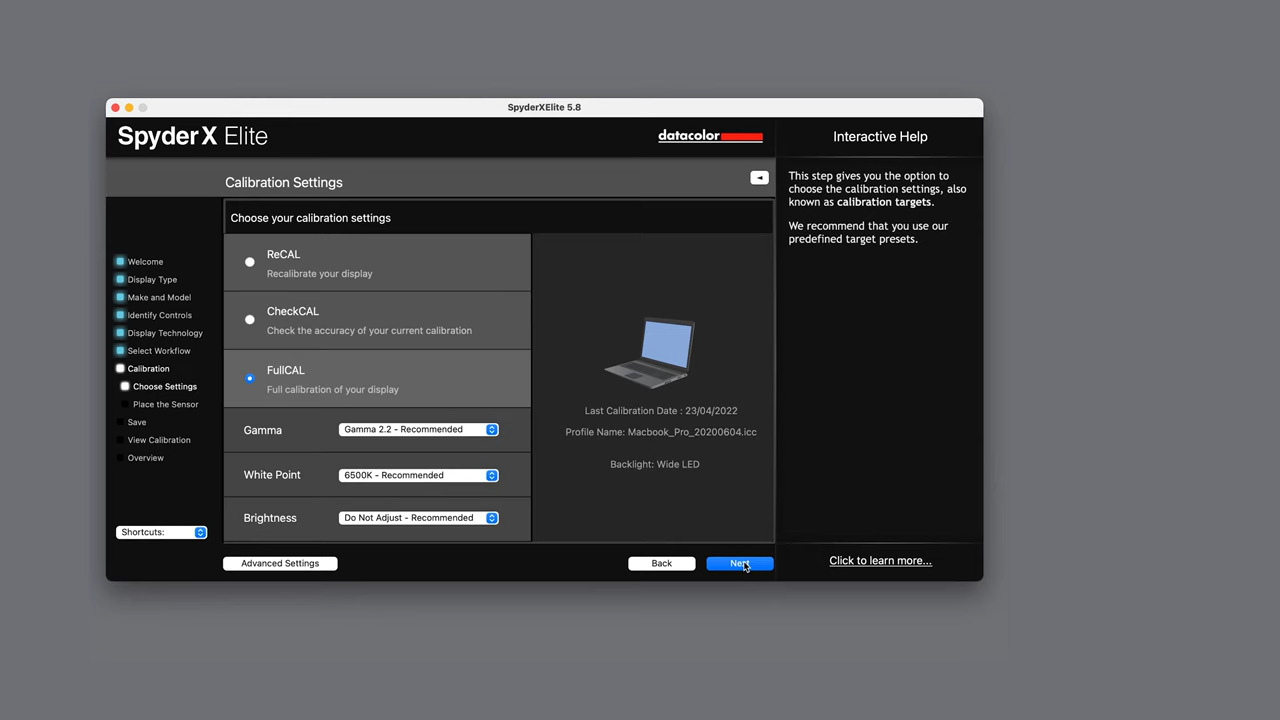 SpyderXElite 5.8
SpyderX Elite
datacolor
Interactive Help
Calibration Settings
This step gives you the option to
choose the calibration settings, also
known as calibration targets.
We recommend that you use our
predefined target presets.
Choose your calibration settings
ReCAL
Recalibrate your display
CheckCAL
Check the accuracy of your current calibration
FullCAL
Full calibration of your display
Gamma
Gamma 2.2 - Recommended
White Point
6500K - Recommended
Brightness
Do Not Adjust - Recommended
Last Calibration Date : 23/04/2022
Profile Name: Macbook_Pro_20200604.icc
Backlight: Wide LED
Welcome
Display Type
Make and Model
Identify Controls
Display Technology
Select Workflow
Calibration
Choose Settings
Place the Sensor
Save
View Calibration
Overview
Shortcuts:
Advanced Settings
Back
Next
Click to learn more...